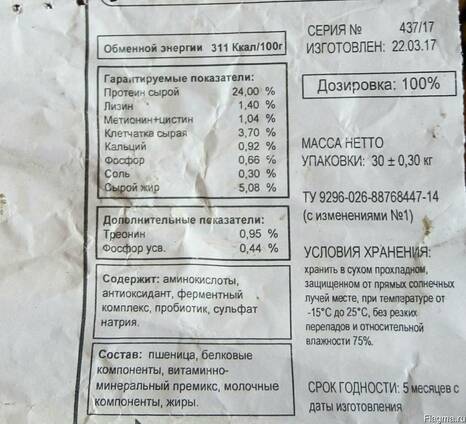 Обменной энергии 311 Ккал/100г
Гарантируемые показатели:
Протеин сырой 24,00 %
Лизин 1,40 %
Метионин+цистин 1,04 %
Клетчатка сырая 3,70 %
Кальций 0,92 %
Фосфор 0,66 %
Соль 0,30 %
Сырой жир 5,08 %
Дополнительные показатели:
Треонин 0,95 %
Фосфор усв. 0,44 %
Содержит: аминокислоты,
антиоксидант, ферментный
комплекс, пробиотик, сульфат
натрия.
Состав: пшеница, белковые
компоненты, витаминно-
минеральный премикс, молочные
компоненты, жиры.
СЕРИЯ № 437/17
ИЗГОТОВЛЕН: 22.03.17
Дозировка: 100%
МАССА НЕТТО
УПАКОВКИ: 30 ± 0,30 кг
ТУ 9296-026-88768447-14
(с изменениями №1)
УСЛОВИЯ ХРАНЕНИЯ:
хранить в сухом прохладном,
защищенном от прямых солнечных
лучей месте, при температуре от
-15°С до 25°С, без резких
перепадов и относительной
влажности 75%.
СРОК ГОДНОСТИ: 5 месяцев с
даты изготовления
Flagma.ru